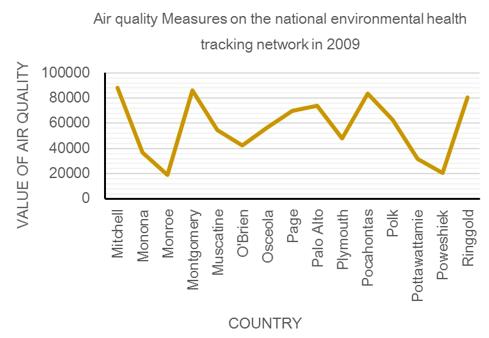 Air quality Measures on the national environmental health
tracking network in 2009
VALUE OF AIR QUALITY
100000
80000
60000
40000
20000
0
Mitchell
Monona
Monroe
Montgomery
Muscatine
O'Brien
Osceola
Page
Palo Alto
Plymouth
Pocahontas
Polk
Pottawattamie
Poweshiek
Ringgold
COUNTRY